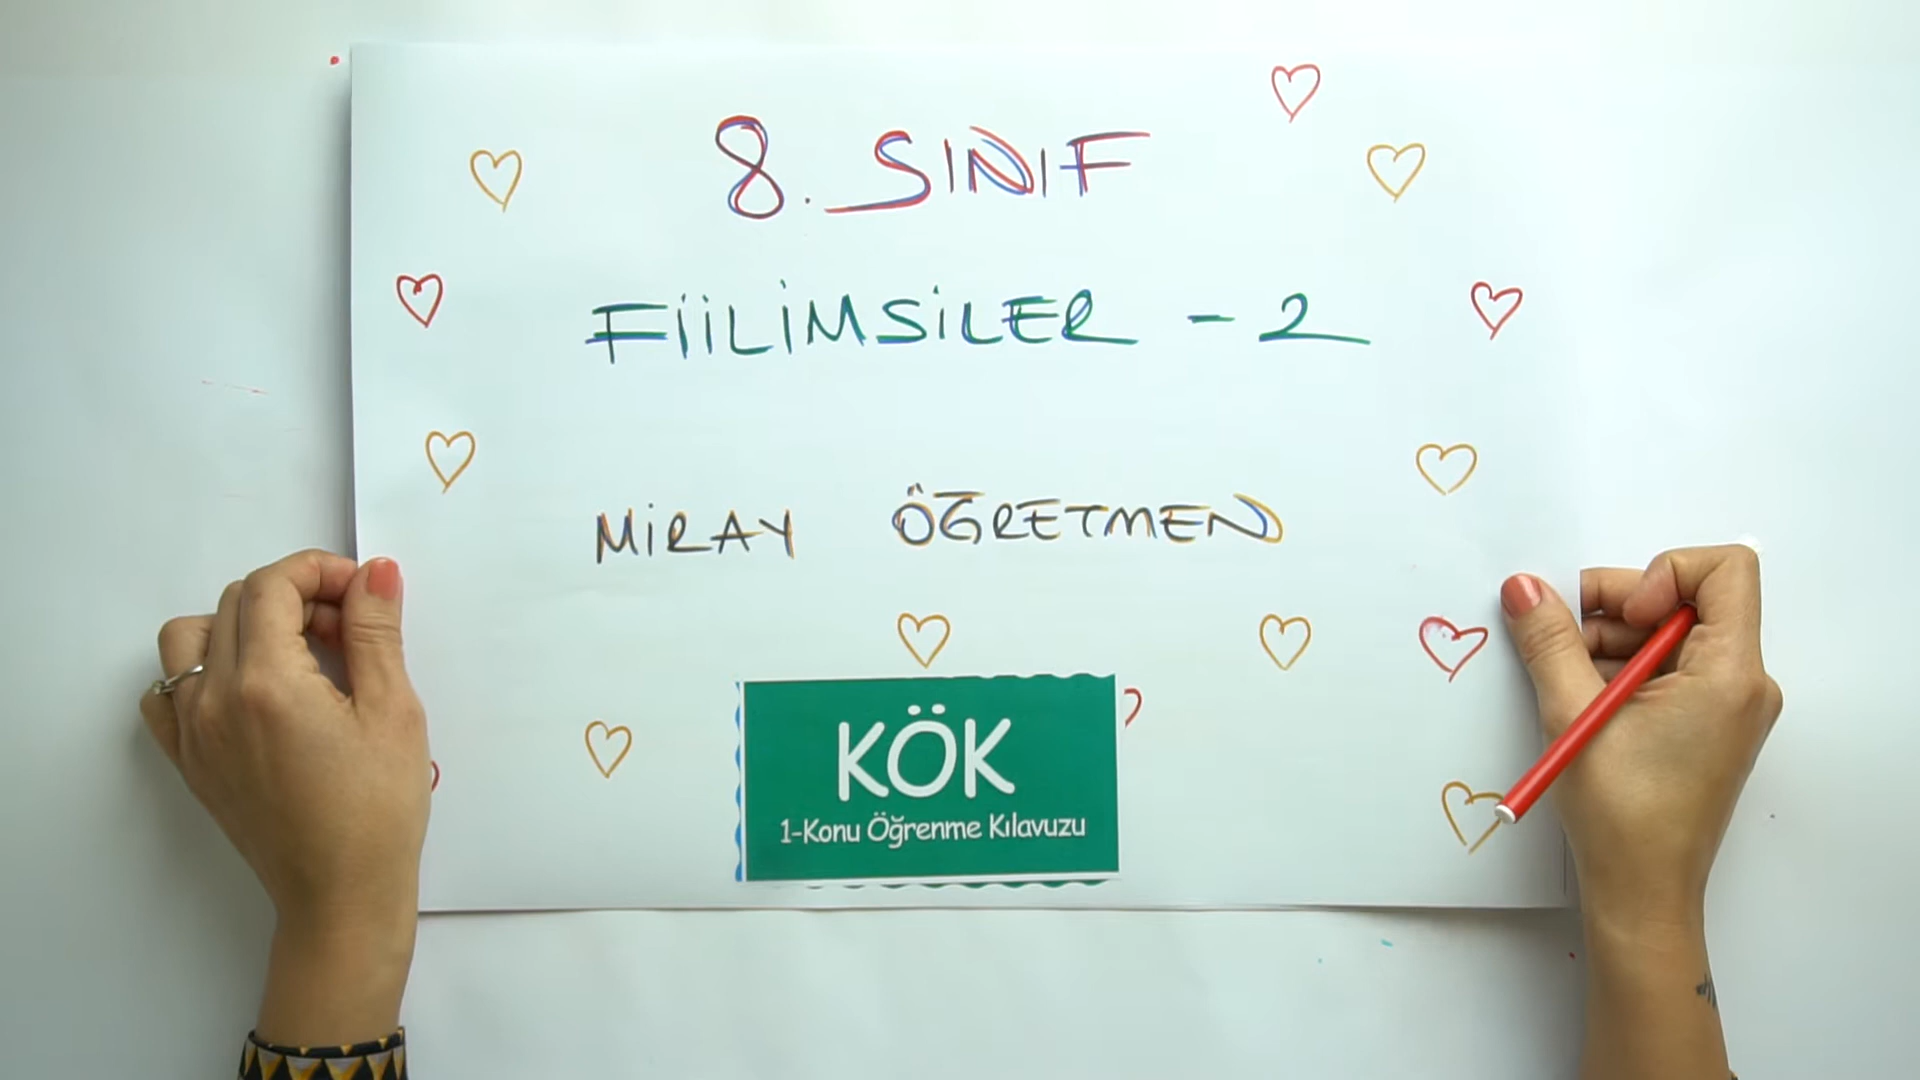 8. SINIF
FİİLİMSİLER - 2
MİRAY ÖĞRETMEN
KÖK
1-Konu Öğrenme Kılavuzu